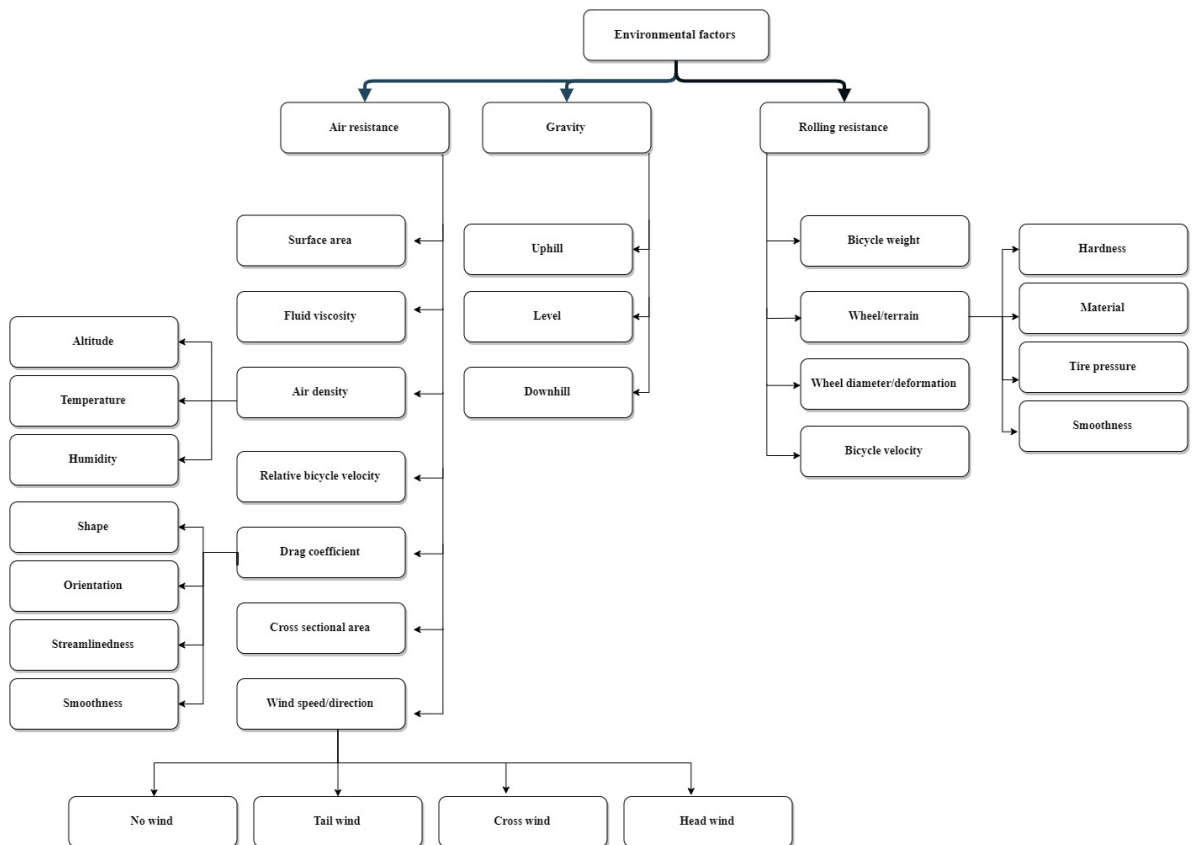 Environmental factors
Air resistance
Gravity
Rolling resistance
Surface area
Fluid viscosity
Air density
Relative bicycle velocity
Drag coefficient
Cross sectional area
Wind speed/direction
Altitude
Temperature
Humidity
Shape
Orientation
Streamlinedness
Smoothness
No wind
Tail wind
Cross wind
Head wind
Uphill
Level
Downhill
Bicycle weight
Wheel/terrain
Wheel diameter/deformation
Bicycle velocity
Hardness
Material
Tire pressure
Smoothness